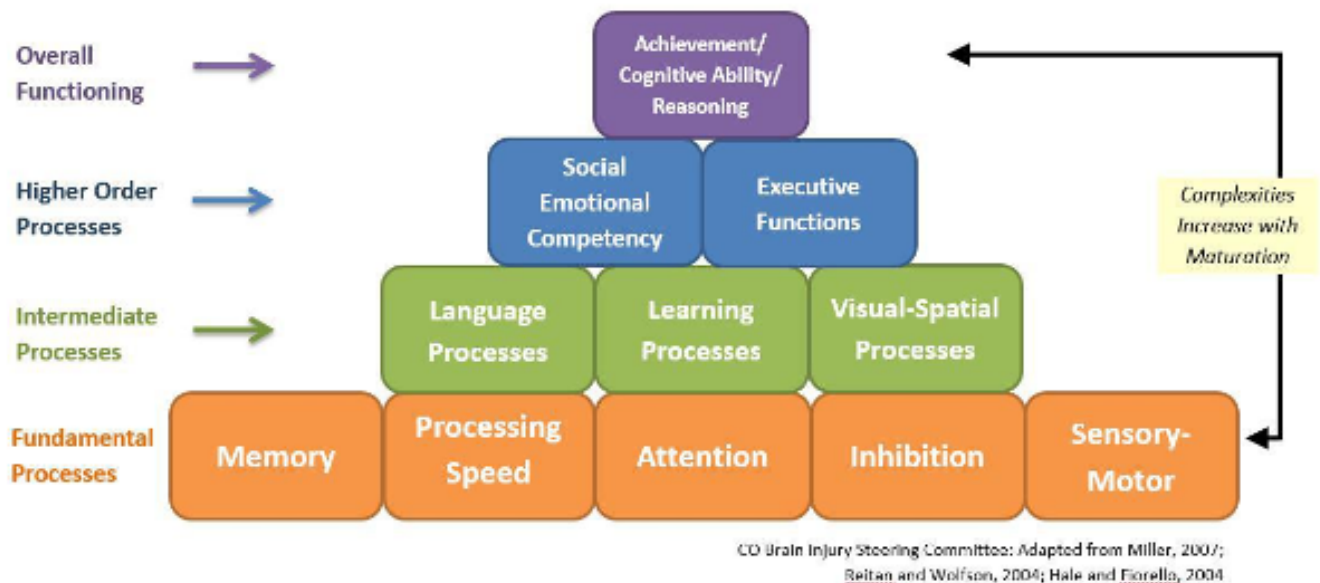 Overall
Functioning
Achievement/
Cognitive Ability/
Reasoning
Higher Order
Processes
Social
Emotional
Competency
Executive
Functions
Complexities
Increase with
Maturation
Intermediate
Processes
Language
Processes
Learning
Processes
Visual-Spatial
Processes
Fundamental
Processes
Memory
Processing
Speed
Attention
Inhibition
Sensory-
Motor
CO Brain Injury Steering Committee: Adapted from Miller, 2007;
Reitan and Wolfson, 2004; Hale and Fiorello, 2004